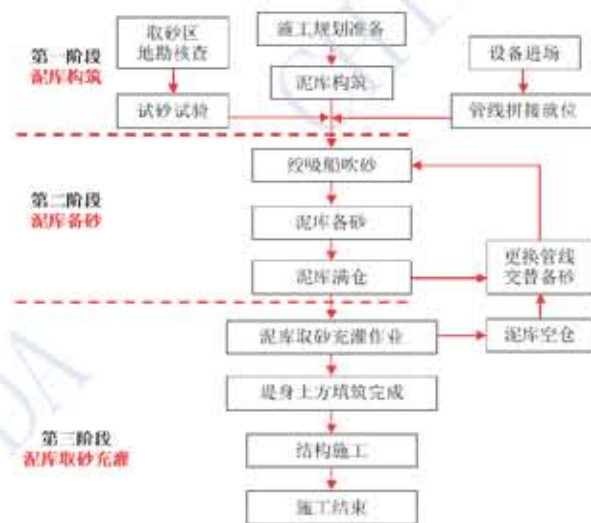 第一阶段
泥库构筑
取砂区
地勘核查
施工规划准备
设备进场
试砂试验
泥库构筑
管线拼接就位
第二阶段
泥库备砂
绞吸船吹砂
泥库备砂
泥库满仓
更换管线
交替备砂
泥库取砂充灌作业
泥库空仓
堤身土方填筑完成
第三阶段
泥库取砂充灌
结构施工
施工结束